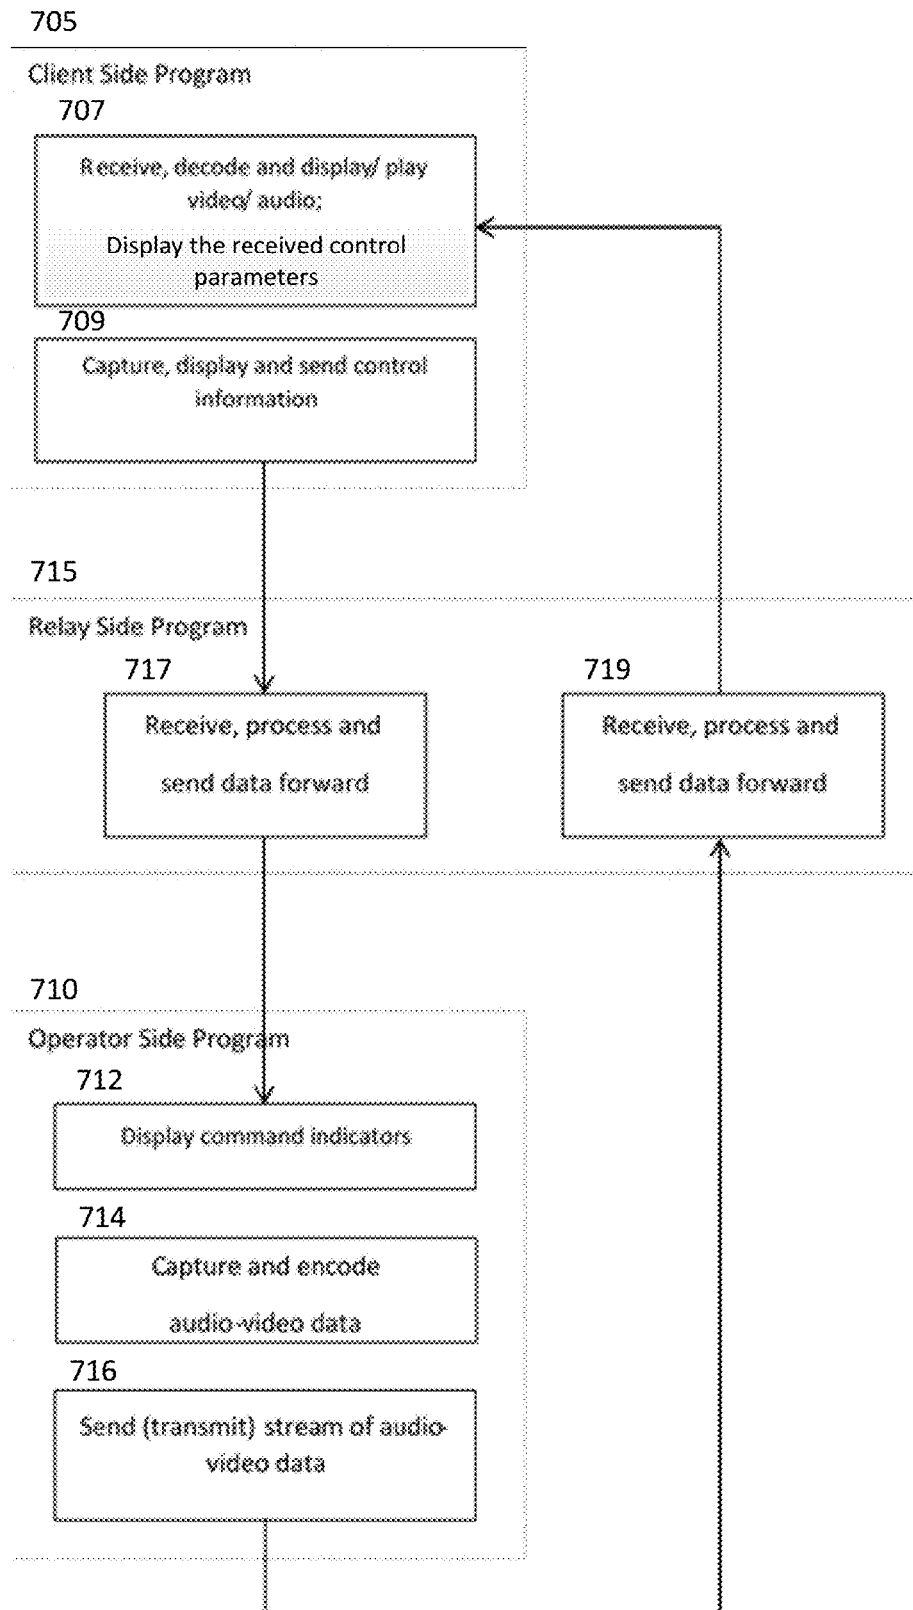 705
Client Side Program
707
Receive, decode and display/ play
video/ audio;
Display the received control
parameters
709
Capture, display and send control
information
715
Relay Side Program
717
Receive, process and
send data forward
719
Receive, process and
send data forward
710
Operator Side Program
712
Display command indicators
714
Capture and encode
audio-video data
716
Send (transmit) stream of audio-
video data